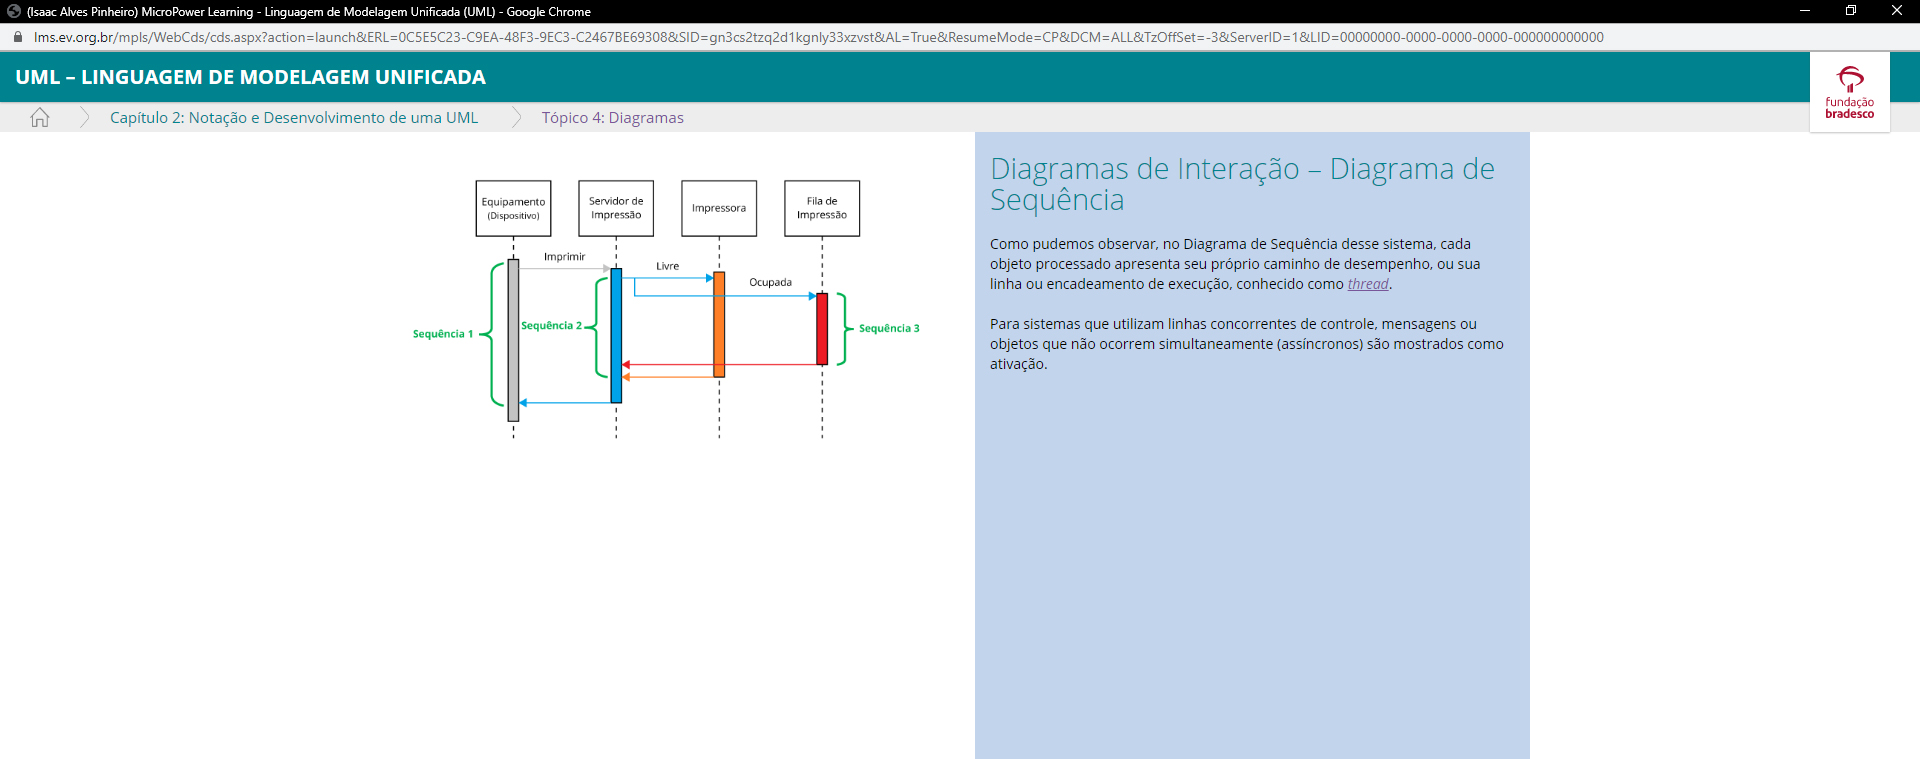 (Isaac Alves Pinheiro) MicroPower Learning - Linguagem de Modelagem Unificada (UML) - Google Chrome
lms.ev.org.br/mpls/WebCds/cds.aspx?action=launch&ERL=0C5E5C23-C9EA-48F3-9EC3-C2467BE69308&SID=gn3cs2tzq2d1kgnly33xzvst&AL=True&ResumeMode=CP&DCM=ALL&TzOffSet=-3&ServerID=1&LID=00000000-0000-0000-0000-000000000000
UML – LINGUAGEM DE MODELAGEM UNIFICADA
fundação
bradesco
Capítulo 2: Notação e Desenvolvimento de uma UML
Tópico 4: Diagramas
Equipamento
(Dispositivo)
Servidor de
Impressão
Impressora
Fila de
Impressão
Imprimir
Livre
Ocupada
Sequência 1
Sequência 2
Sequência 3
Diagramas de Interação – Diagrama de
Sequência
Como pudemos observar, no Diagrama de Sequência desse sistema, cada
objeto processado apresenta seu próprio caminho de desempenho, ou sua
linha ou encadeamento de execução, conhecido como thread.
Para sistemas que utilizam linhas concorrentes de controle, mensagens ou
objetos que não ocorrem simultaneamente (assíncronos) são mostrados como
ativação.